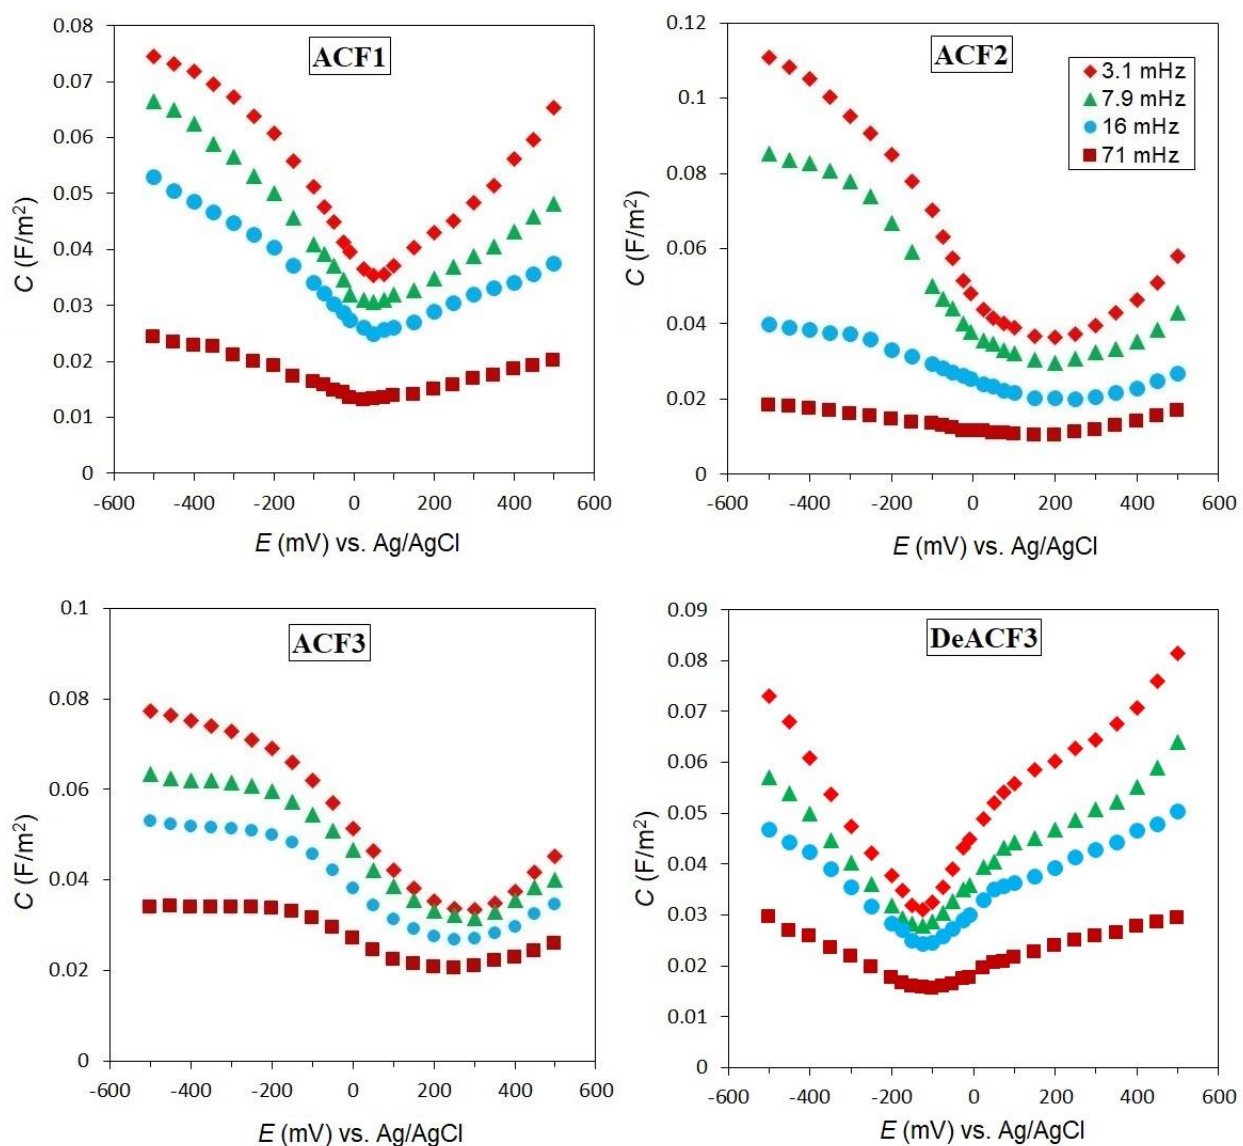 ACF1
0.08
0.07
0.06
0.05
0.04
0.03
0.02
0.01
0
C (F/m²)
-600 -400 -200 0 200 400 600
E (mV) vs. Ag/AgCl
ACF2
3.1 mHz
7.9 mHz
16 mHz
71 mHz
0.12
0.1
0.08
0.06
0.04
0.02
0
C (F/m²)
-600 -400 -200 0 200 400 600
E (mV) vs. Ag/AgCl
ACF3
0.1
0.08
0.06
0.04
0.02
0
C (F/m²)
-600 -400 -200 0 200 400 600
E (mV) vs. Ag/AgCl
DeACF3
0.09
0.08
0.07
0.06
0.05
0.04
0.03
0.02
0.01
0
C (F/m²)
-600 -400 -200 0 200 400 600
E (mV) vs. Ag/AgCl